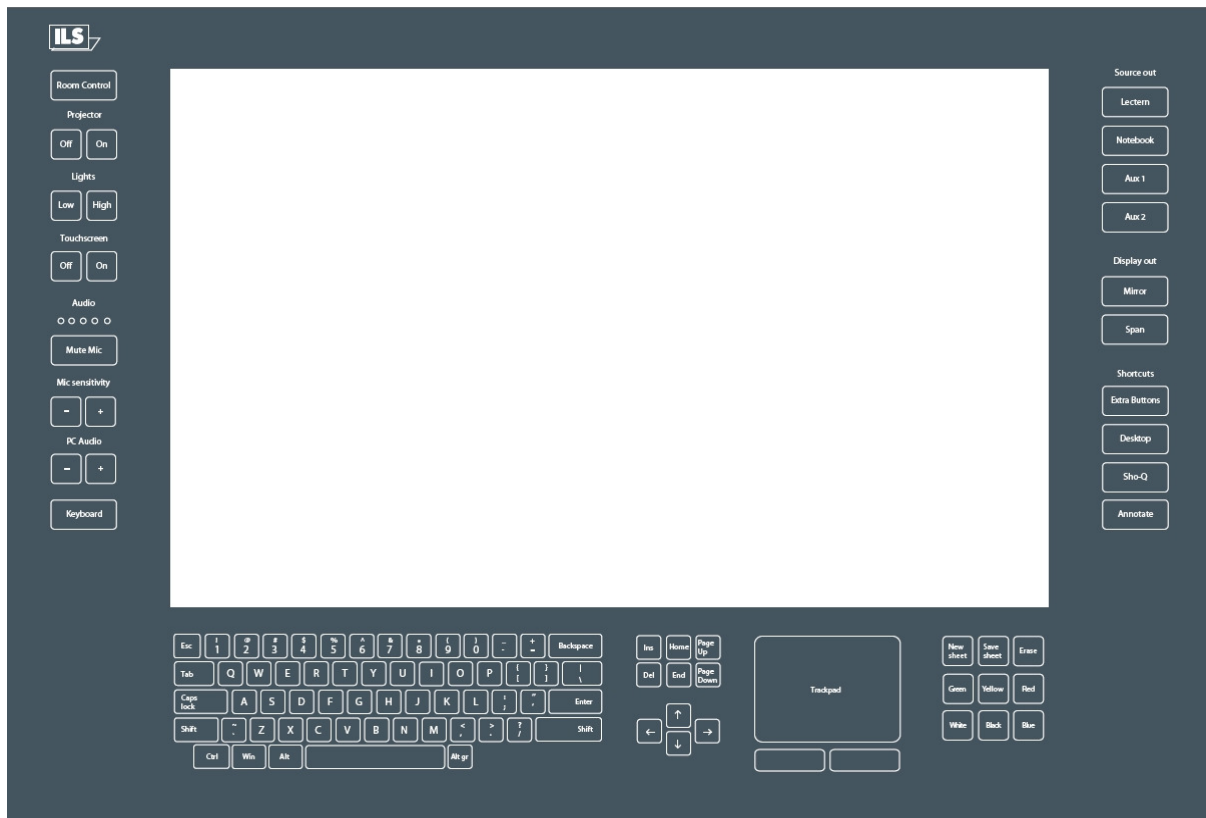 ILS
Room Control
Projector
Off On
Lights
Low High
Touchscreen
Off On
Audio
Mute Mic
Mic sensitivity
- +
PC Audio
- +
Keyboard
Source out
Lectern
Notebook
Aux 1
Aux 2
Display out
Mirror
Span
Shortcuts
Extra Buttons
Desktop
Sho-Q
Annotate
! @ # $ % ^ & * ( ) _ +
Esc 1 2 3 4 5 6 7 8 9 0 - = Backspace
Tab Q W E R T Y U I O P { [ } ] | \
Caps
lock A S D F G H J K L : ; " ' Enter
Shift ~ Z X C V B N M < , > . ? / Shift
Ctrl Win Alt Alt gr
Ins Home Page
Up
Del End Page
Down
↑
← ↓ →
Trackpad
New
sheet
Save
sheet
Erase
Green Yellow Red
White Black Blue